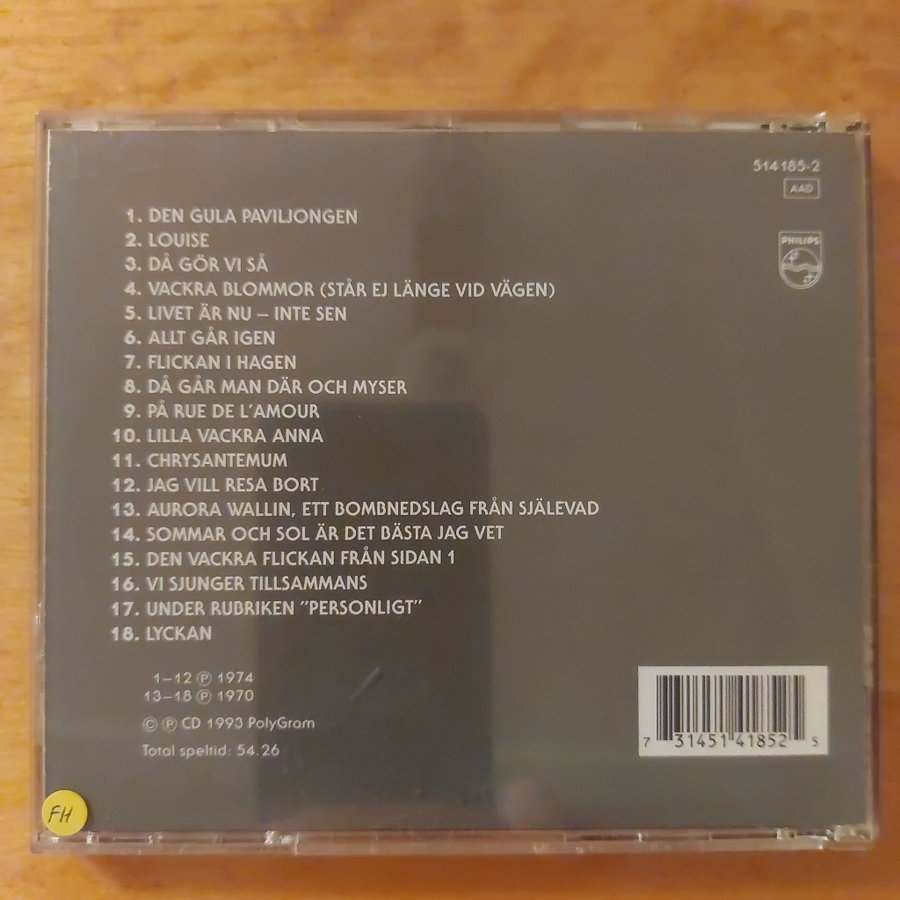 514 185-2
AAD
PHILIPS
1. DEN GULA PAVILJONGEN
2. LOUISE
3. DÅ GÖR VI SÅ
4. VACKRA BLOMMOR (STÅR EJ LÄNGE VID VÄGEN)
5. LIVET ÄR NU – INTE SEN
6. ALLT GÅR IGEN
7. FLICKAN I HAGEN
8. DÅ GÅR MAN DÄR OCH MYSER
9. PÅ RUE DE L'AMOUR
10. LILLA VACKRA ANNA
11. CHRYSANTEMUM
12. JAG VILL RESA BORT
13. AURORA WALLIN, ETT BOMBNEDSLAG FRÅN SJÄLEVAD
14. SOMMAR OCH SOL ÄR DET BÄSTA JAG VET
15. DEN VACKRA FLICKAN FRÅN SIDAN 1
16. VI SJUNGER TILLSAMMANS
17. UNDER RUBRIKEN "PERSONLIGT"
18. LYCKAN
1–12 ℗ 1974
13–18 ℗ 1970
© ℗ CD 1993 PolyGram
Total speltid: 54.26
7 31451 41852 5
FH